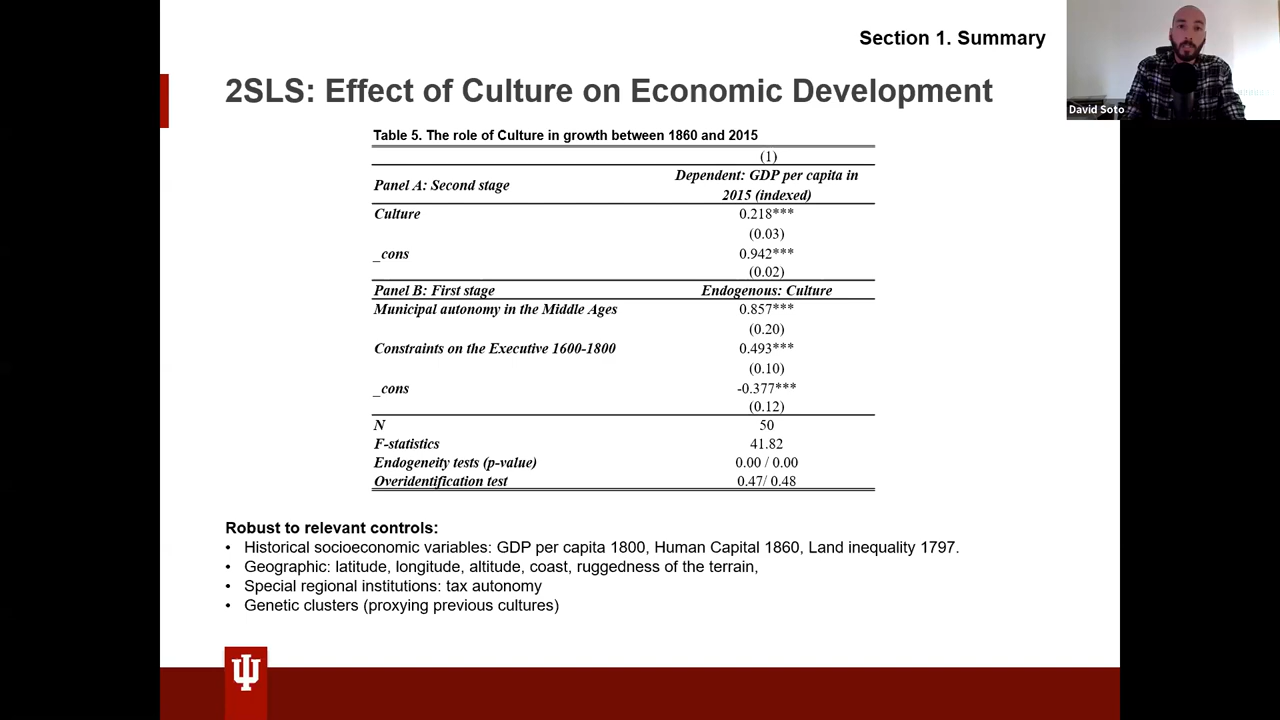 Section 1. Summary
David Soto
2SLS: Effect of Culture on Economic Development
Table 5. The role of Culture in growth between 1860 and 2015
(1)
Panel A: Second stage Dependent: GDP per capita in
2015 (indexed)
Culture 0.218***
(0.03)
_cons 0.942***
(0.02)
Panel B: First stage Endogenous: Culture
Municipal autonomy in the Middle Ages 0.857***
(0.20)
Constraints on the Executive 1600-1800 0.493***
(0.10)
_cons -0.377***
(0.12)
N 50
F-statistics 41.82
Endogeneity tests (p-value) 0.00 / 0.00
Overidentification test 0.47/ 0.48
Robust to relevant controls:
• Historical socioeconomic variables: GDP per capita 1800, Human Capital 1860, Land inequality 1797.
• Geographic: latitude, longitude, altitude, coast, ruggedness of the terrain,
• Special regional institutions: tax autonomy
• Genetic clusters (proxying previous cultures)